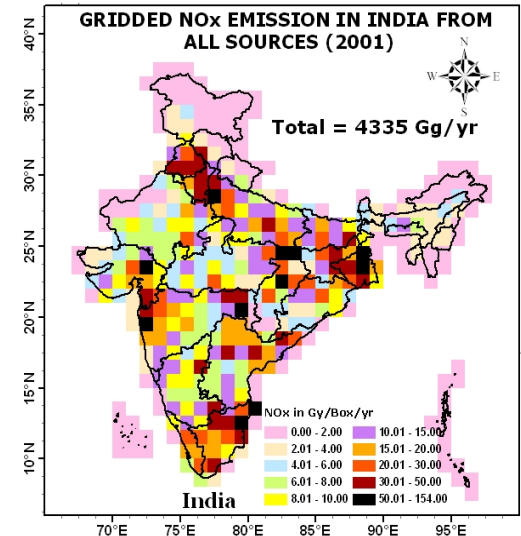 GRIDDED NOx EMISSION IN INDIA FROM
ALL SOURCES (2001)
N
W E
S
Total = 4335 Gg/yr
40°N
35°N
30°N
25°N
20°N
15°N
10°N
NOx in Gy/Box/yr
0.00 - 2.00 10.01 - 15.00
2.01 - 4.00 15.01 - 20.00
4.01 - 6.00 20.01 - 30.00
6.01 - 8.00 30.01 - 50.00
8.01 - 10.00 50.01 - 154.00
India
70°E 75°E 80°E 85°E 90°E 95°E